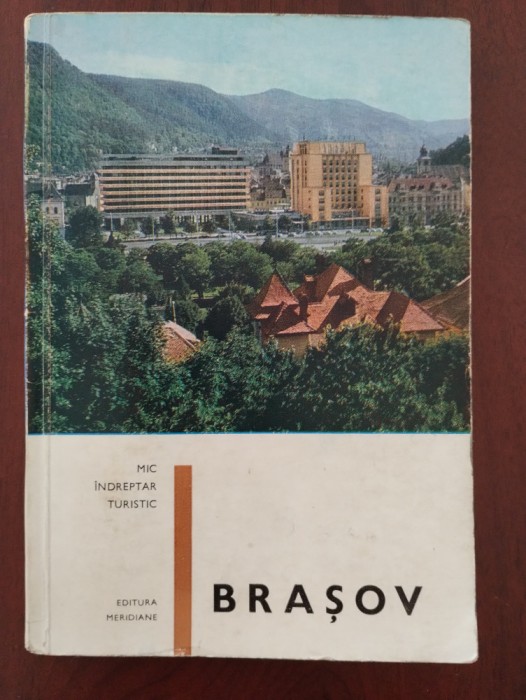 MIC
ÎNDREPTAR
TURISTIC
EDITURA
MERIDIANE
BRAȘOV